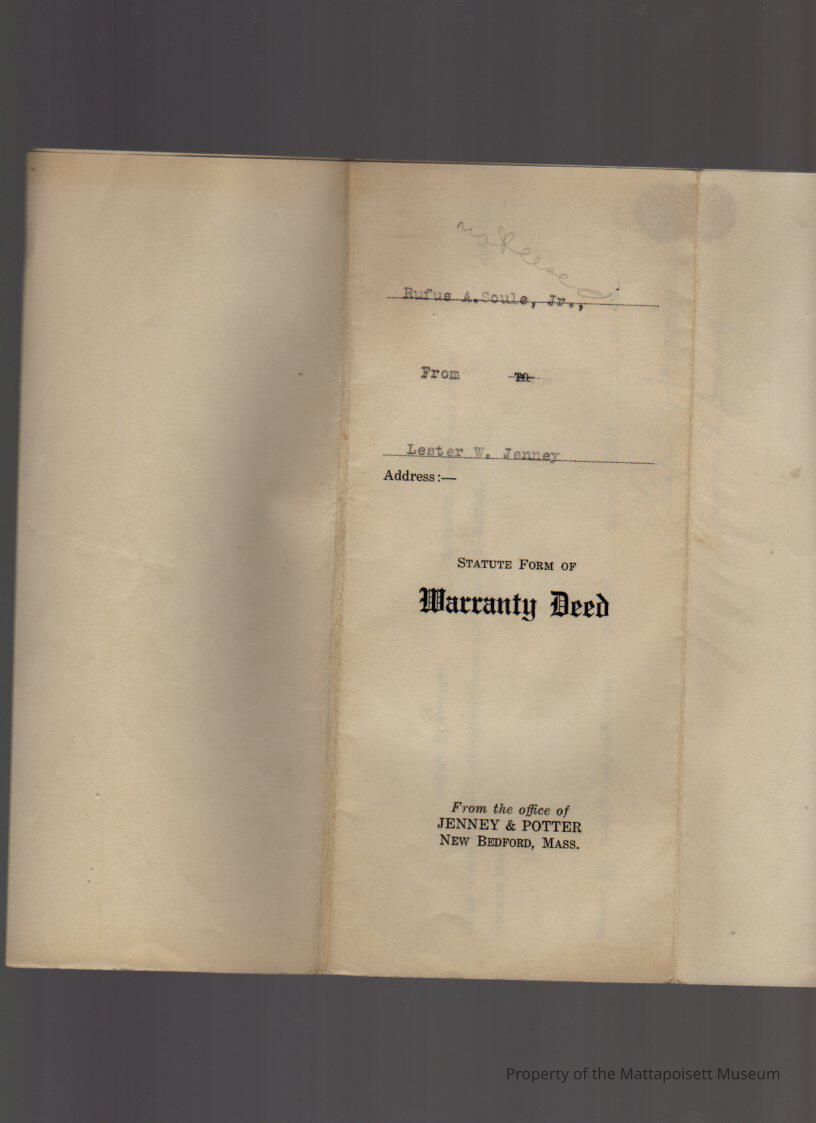 Rufus A. Soule, Jr.,
From TO
Lester W. Jenney
Address:—
STATUTE FORM OF
Warranty Deed
From the office of
JENNEY & POTTER
NEW BEDFORD, MASS.
Property of the Mattapoisett Museum